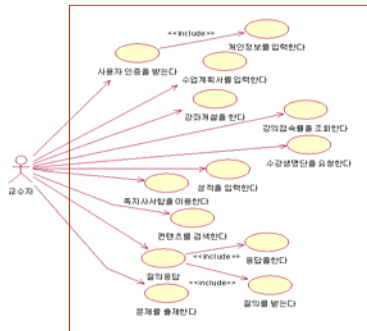 <<include>>
개인정보를 입력한다
사용자 인증을 받는다
수업계획서를 입력한다
강좌개설을 한다
강의접속률을 조회한다
수강생명단을 요청한다
교수자
성적을 입력한다
쪽지사서함을 이용한다
컨텐츠를 검색한다
<<include>>
응답을한다
질의응답
<<include>>
질의를 받는다
문제를 출제한다